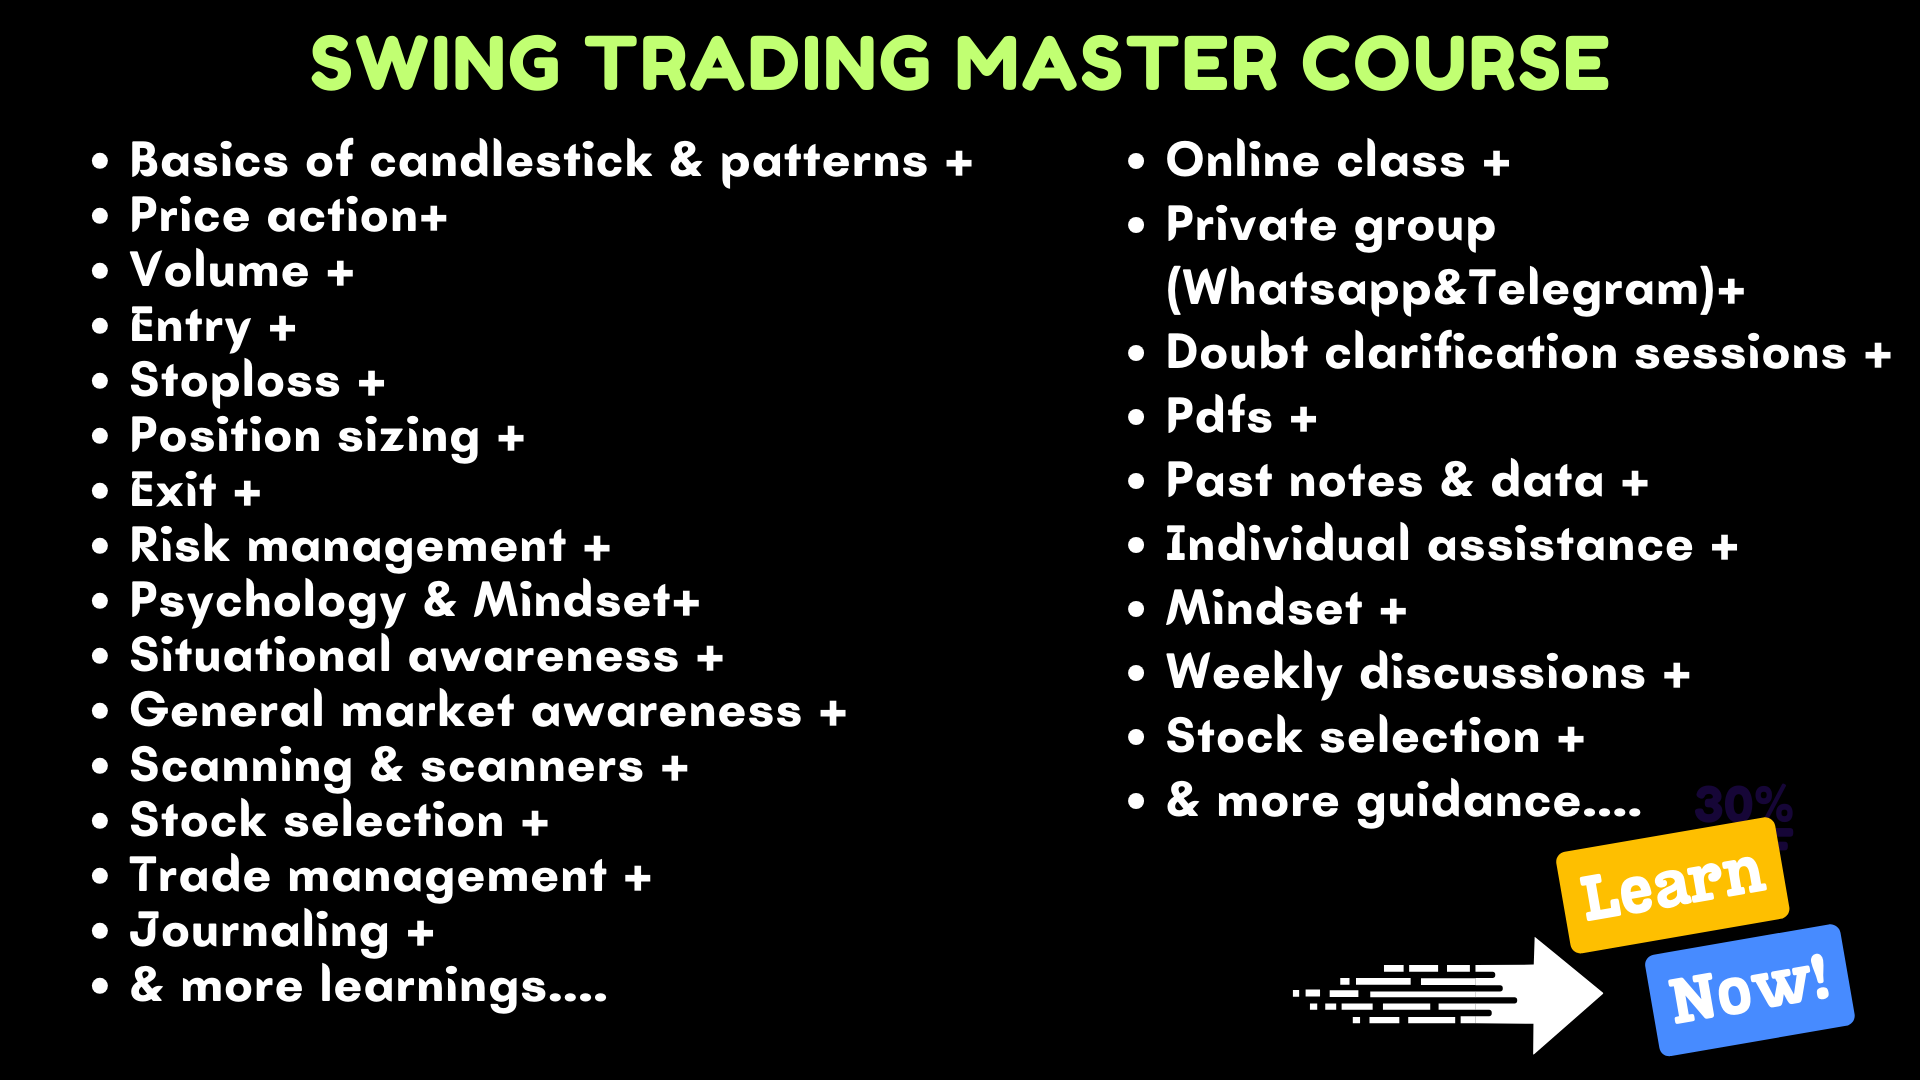 SWING TRADING MASTER COURSE
• Basics of candlestick & patterns +
• Price action+
• Volume +
• Entry +
• Stoploss +
• Position sizing +
• Exit +
• Risk management +
• Psychology & Mindset+
• Situational awareness +
• General market awareness +
• Scanning & scanners +
• Stock selection +
• Trade management +
• Journaling +
• & more learnings....
• Online class +
• Private group
(Whatsapp&Telegram)+
• Doubt clarification sessions +
• Pdfs +
• Past notes & data +
• Individual assistance +
• Mindset +
• Weekly discussions +
• Stock selection +
• & more guidance....
30%
Learn
Now!